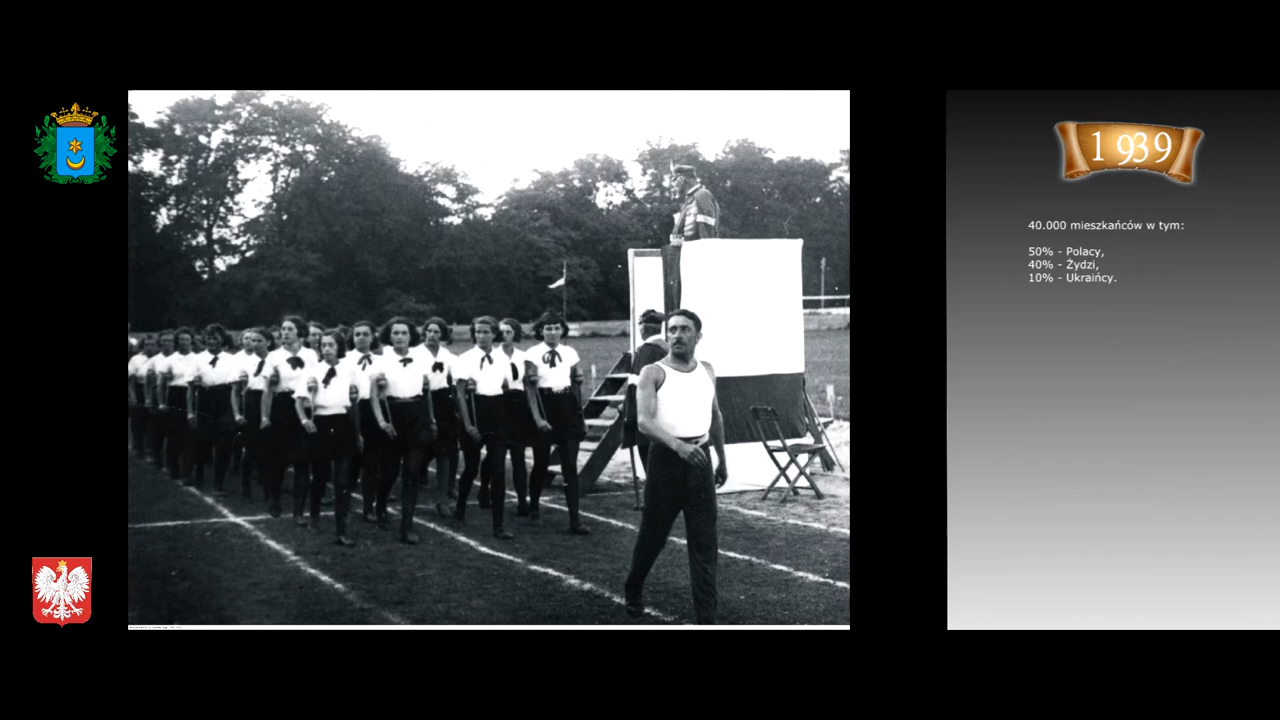 1939
40.000 mieszkańców w tym:
50% - Polacy,
40% - Żydzi,
10% - Ukraińcy.